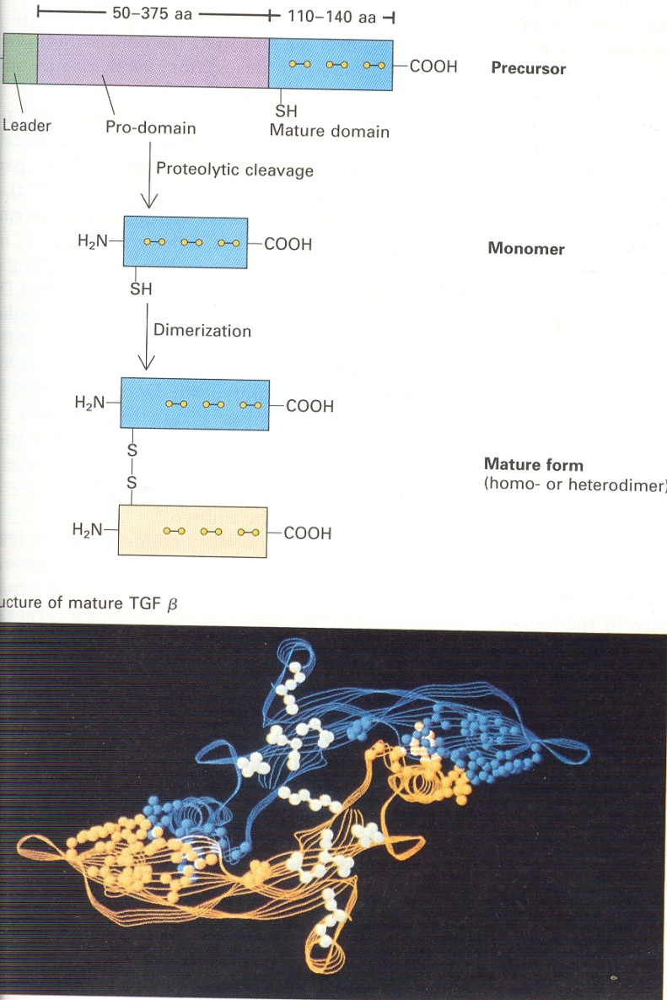 50–375 aa
110–140 aa
COOH
Precursor
SH
Leader
Pro-domain
Mature domain
Proteolytic cleavage
H₂N
COOH
Monomer
SH
Dimerization
H₂N
COOH
S
S
Mature form
(homo- or heterodimer)
H₂N
COOH
ucture of mature TGF β